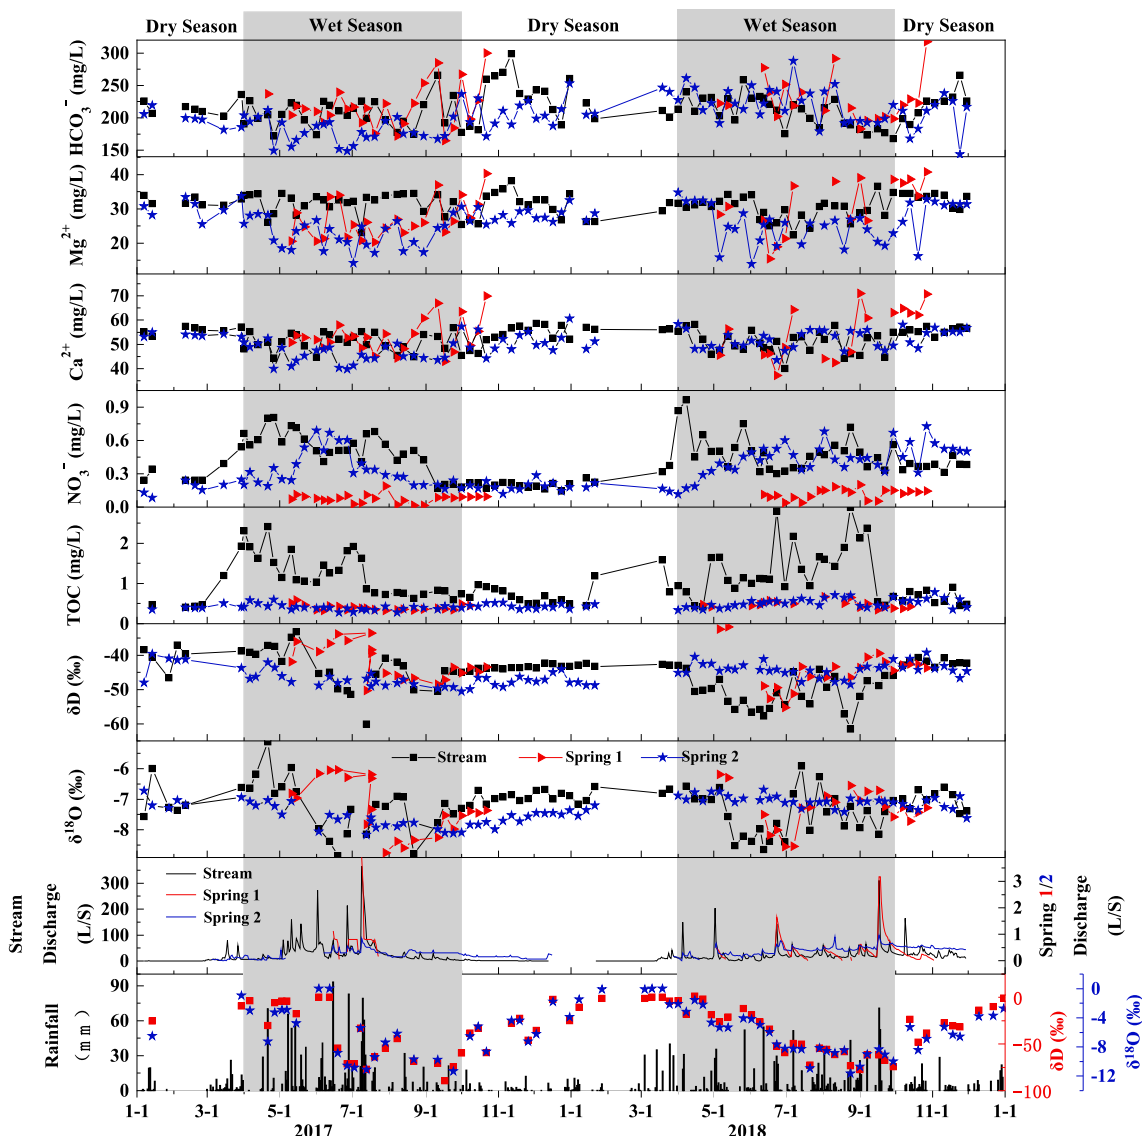 Dry Season Wet Season Dry Season Wet Season Dry Season
HCO₃⁻ (mg/L)
300
250
200
150
Mg²⁺ (mg/L)
40
30
20
Ca²⁺ (mg/L)
70
60
50
40
NO₃⁻ (mg/L)
0.9
0.6
0.3
0.0
TOC (mg/L)
2
1
0
δD (‰)
-40
-50
-60
δ¹⁸O (‰)
-6
-7
-8
Stream Spring 1 Spring 2
Stream
Discharge
(L/S)
300
200
100
0
Stream
Spring 1
Spring 2
3
2
1
0
Spring 1/2
Discharge
(L/S)
Rainfall
(mm)
90
60
30
0
0
−50
−100
δD (‰)
0
−4
−8
−12
δ¹⁸O (‰)
1-1 3-1 5-1 7-1 9-1 11-1 1-1 3-1 5-1 7-1 9-1 11-1 1-1
2017 2018